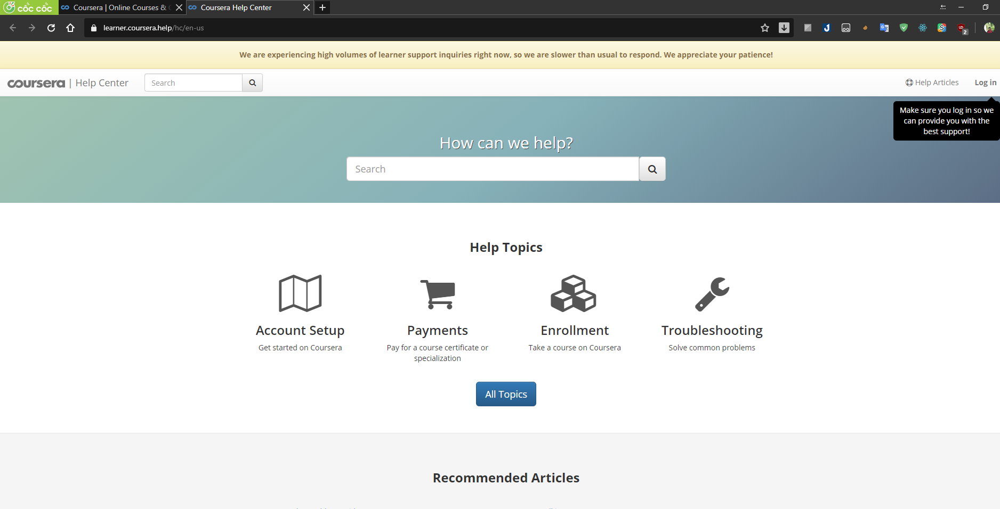 cốc cốc
Coursera | Online Courses &
Coursera Help Center
learner.coursera.help/hc/en-us
2
We are experiencing high volumes of learner support inquiries right now, so we are slower than usual to respond. We appreciate your patience!
coursera | Help Center
Search
Help Articles
Log in
Make sure you log in so we
can provide you with the
best support!
How can we help?
Search
Help Topics
Account Setup
Get started on Coursera
Payments
Pay for a course certificate or
specialization
Enrollment
Take a course on Coursera
Troubleshooting
Solve common problems
All Topics
Recommended Articles